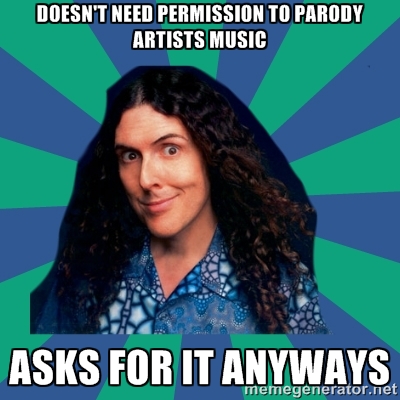 DOESN'T NEED PERMISSION TO PARODY
ARTISTS MUSIC
ASKS FOR IT ANYWAYS
memegenerator.net